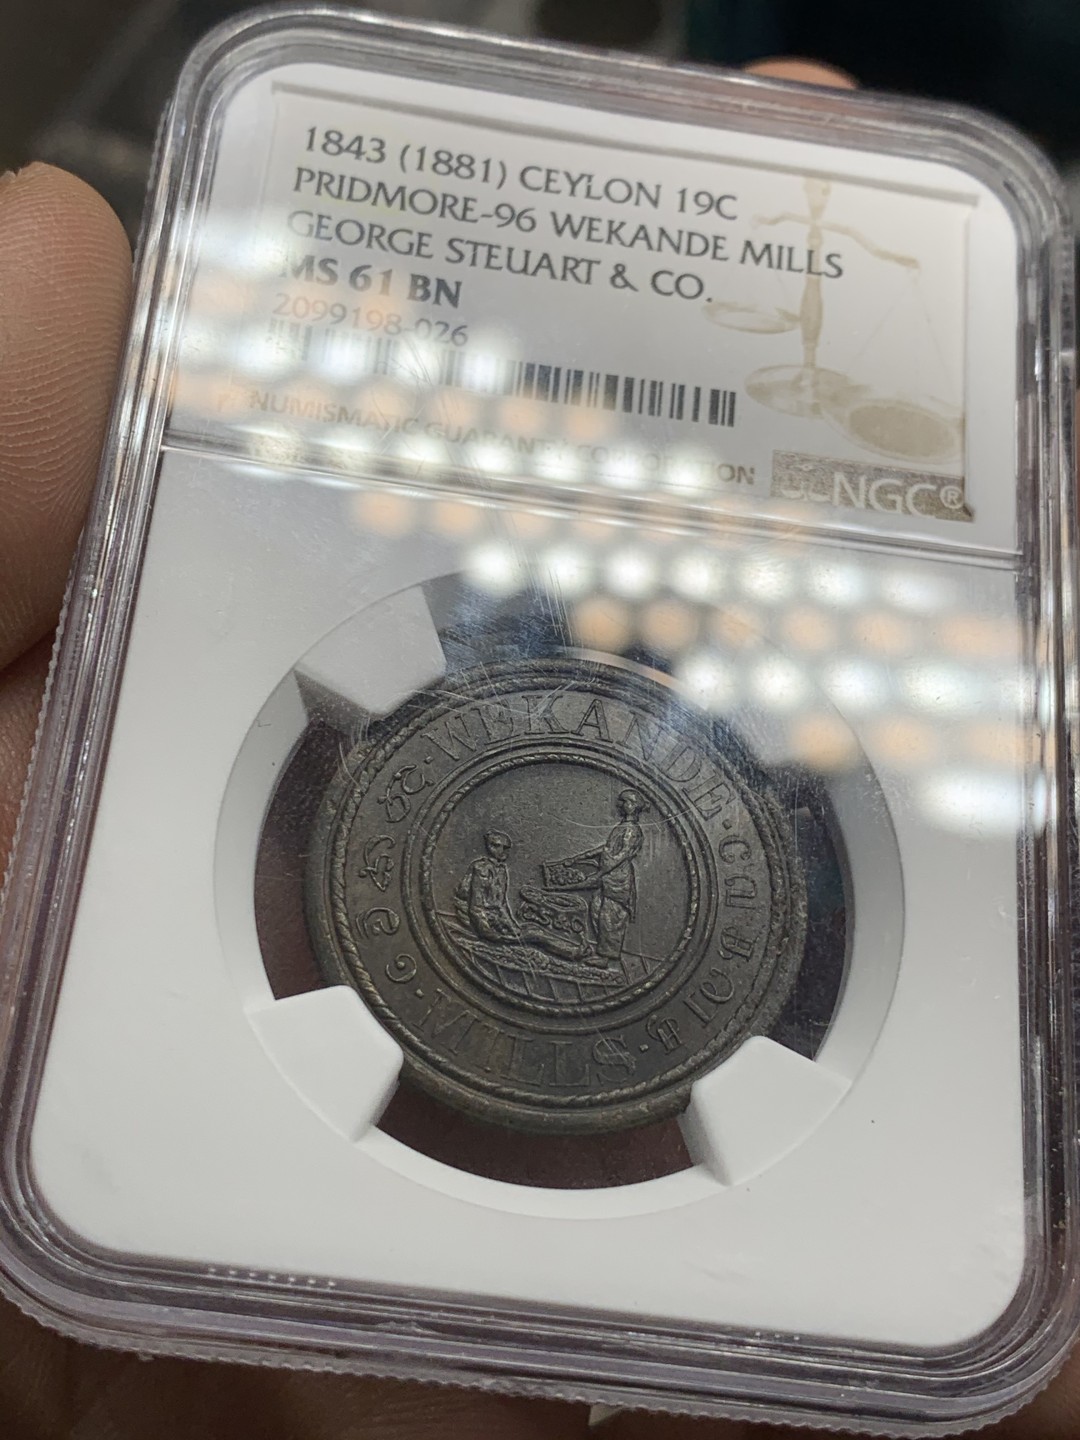 1843 (1881) CEYLON 19C
PRIDMORE-96 WEKANDE MILLS
GEORGE STEUART & CO.
MS 61 BN
2099198-026
NUMISMATIC GUARANTY CORPORATION
NGC®
WEKANDE
MILLS